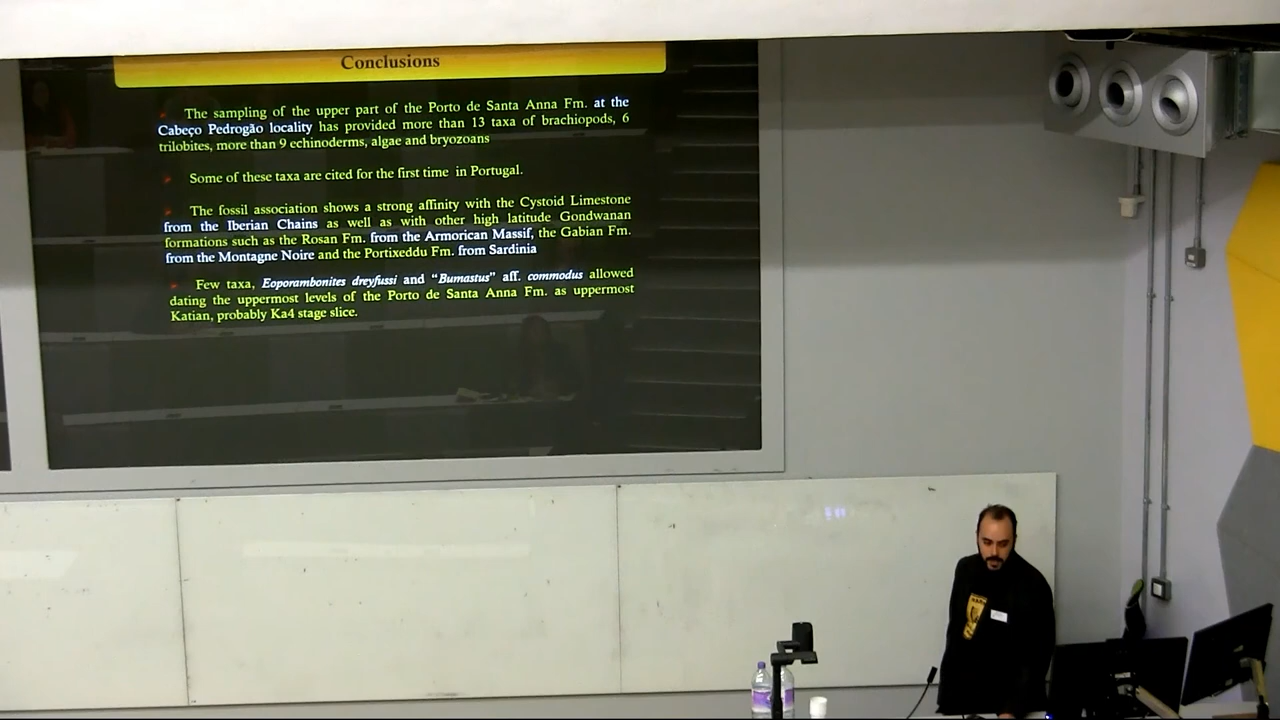 Conclusions
The sampling of the upper part of the Porto de Santa Anna Fm. at the
Cabeço Pedrogão locality has provided more than 13 taxa of brachiopods, 6
trilobites, more than 9 echinoderms, algae and bryozoans
Some of these taxa are cited for the first time in Portugal.
The fossil association shows a strong affinity with the Cystoid Limestone
from the Iberian Chains as well as with other high latitude Gondwanan
formations such as the Rosan Fm. from the Armorican Massif, the Gabian Fm.
from the Montagne Noire and the Portixeddu Fm. from Sardinia
Few taxa, Eoporambonites dreyfussi and "Bumastus" aff. commodus allowed
dating the uppermost levels of the Porto de Santa Anna Fm. as uppermost
Katian, probably Ka4 stage slice.